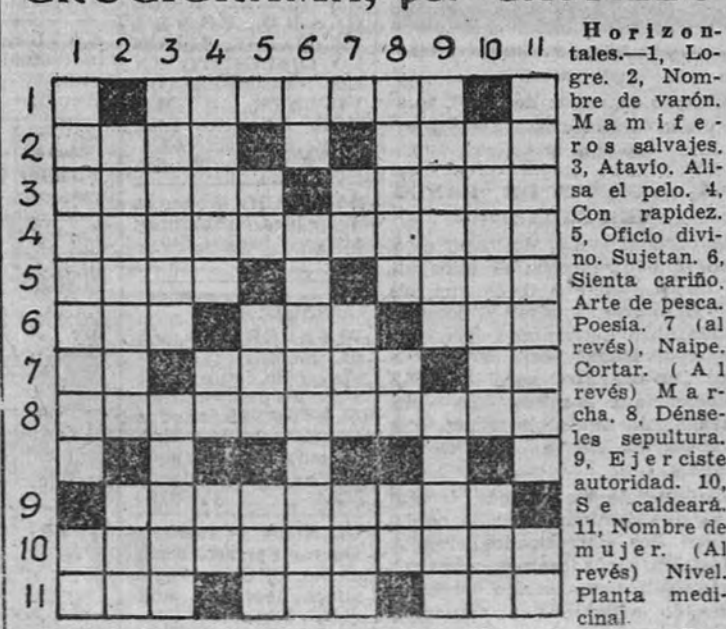 1 2 3 4 5 6 7 8 9 10 11
1
2
3
4
5
6
7
8
9
10
11
Horizon-
tales.—1, Lo-
gre. 2, Nom-
bre de varón.
Mamife-
ros salvajes.
3, Atavío. Ali-
sa el pelo. 4,
Con rapidez.
5, Oficio divi-
no. Sujetan. 6,
Sienta cariño.
Arte de pesca.
Poesía. 7 (al
revés), Naipe.
Cortar. (Al
revés) Mar-
cha. 8, Dénse-
les sepultura.
9, Ejerciste
autoridad. 10,
Se caldeará.
11, Nombre de
mujer. (Al
revés) Nivel.
Planta medi-
cinal.